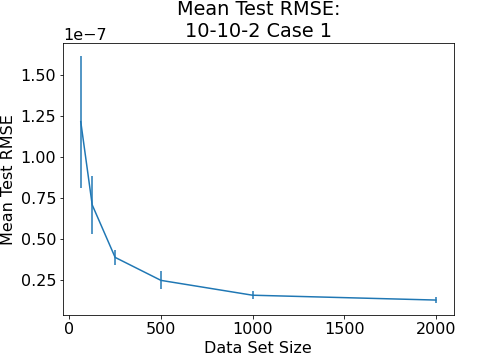 Mean Test RMSE:
10-10-2 Case 1
1e−7
1.50
1.25
1.00
0.75
0.50
0.25
Mean Test RMSE
0 500 1000 1500 2000
Data Set Size